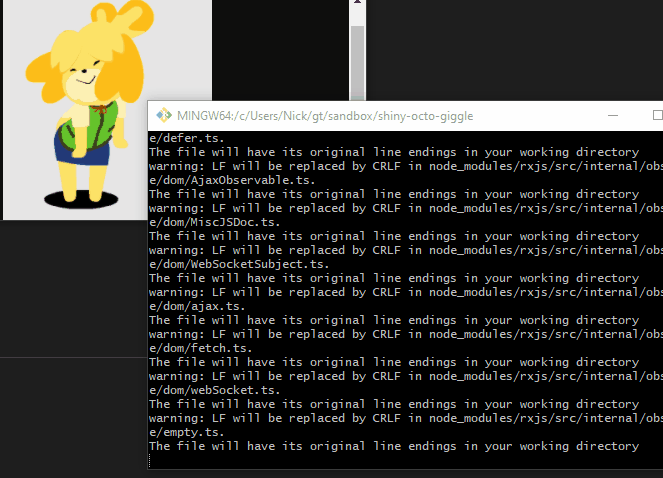 MINGW64:/c/Users/Nick/gt/sandbox/shiny-octo-giggle
e/defer.ts.
The file will have its original line endings in your working directory
warning: LF will be replaced by CRLF in node_modules/rxjs/src/internal/obs
e/dom/AjaxObservable.ts.
The file will have its original line endings in your working directory
warning: LF will be replaced by CRLF in node_modules/rxjs/src/internal/obs
e/dom/MiscJSDoc.ts.
The file will have its original line endings in your working directory
warning: LF will be replaced by CRLF in node_modules/rxjs/src/internal/obs
e/dom/WebSocketSubject.ts.
The file will have its original line endings in your working directory
warning: LF will be replaced by CRLF in node_modules/rxjs/src/internal/obs
e/dom/ajax.ts.
The file will have its original line endings in your working directory
warning: LF will be replaced by CRLF in node_modules/rxjs/src/internal/obs
e/dom/fetch.ts.
The file will have its original line endings in your working directory
warning: LF will be replaced by CRLF in node_modules/rxjs/src/internal/obs
e/dom/webSocket.ts.
The file will have its original line endings in your working directory
warning: LF will be replaced by CRLF in node_modules/rxjs/src/internal/obs
e/empty.ts.
The file will have its original line endings in your working directory